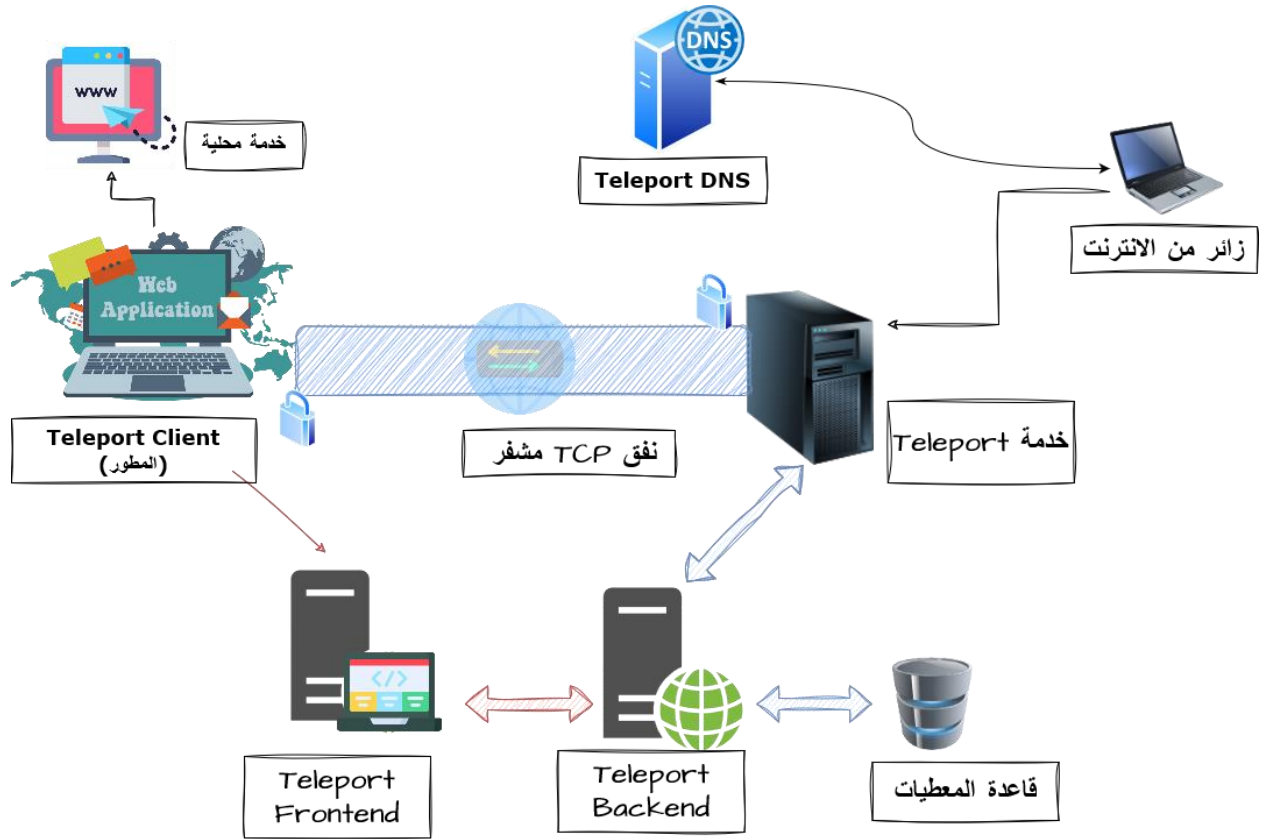 DNS
www
خدمة محلية
Teleport DNS
زائر من الانترنت
Web
Application
Teleport Client
(المطور)
نفق TCP مشفر
خدمة Teleport
</>
Teleport
Frontend
Teleport
Backend
قاعدة المعطيات